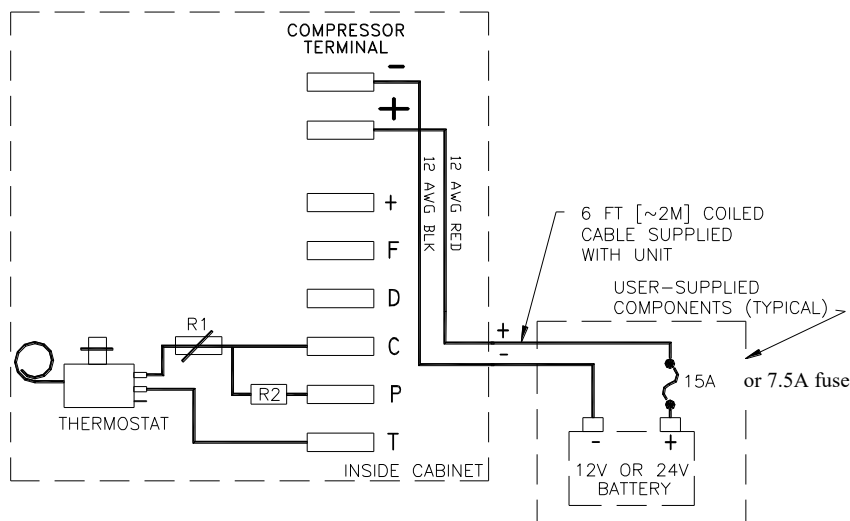 COMPRESSOR
TERMINAL
-
+
12 AWG BLK
12 AWG RED
+
F
D
C
P
T
R1
R2
THERMOSTAT
INSIDE CABINET
6 FT [~2M] COILED
CABLE SUPPLIED
WITH UNIT
USER-SUPPLIED
COMPONENTS (TYPICAL)
+
-
15A
or 7.5A fuse
- +
12V OR 24V
BATTERY